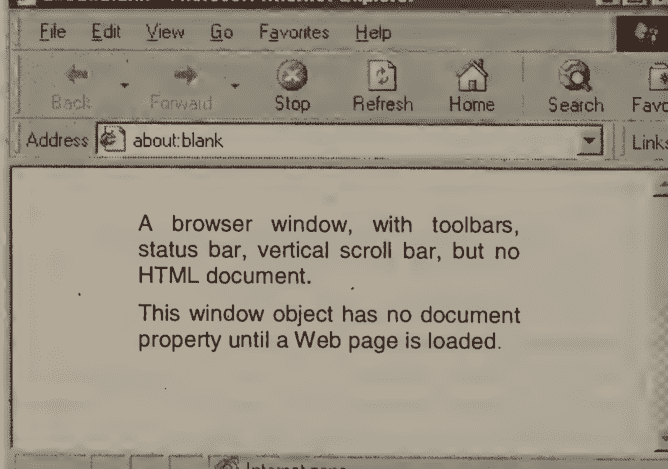 File Edit View Go Favorites Help
Back Forward Stop Refresh Home Search
Address about:blank Links
A browser window, with toolbars,
status bar, vertical scroll bar, but no
HTML document.
This window object has no document
property until a Web page is loaded.